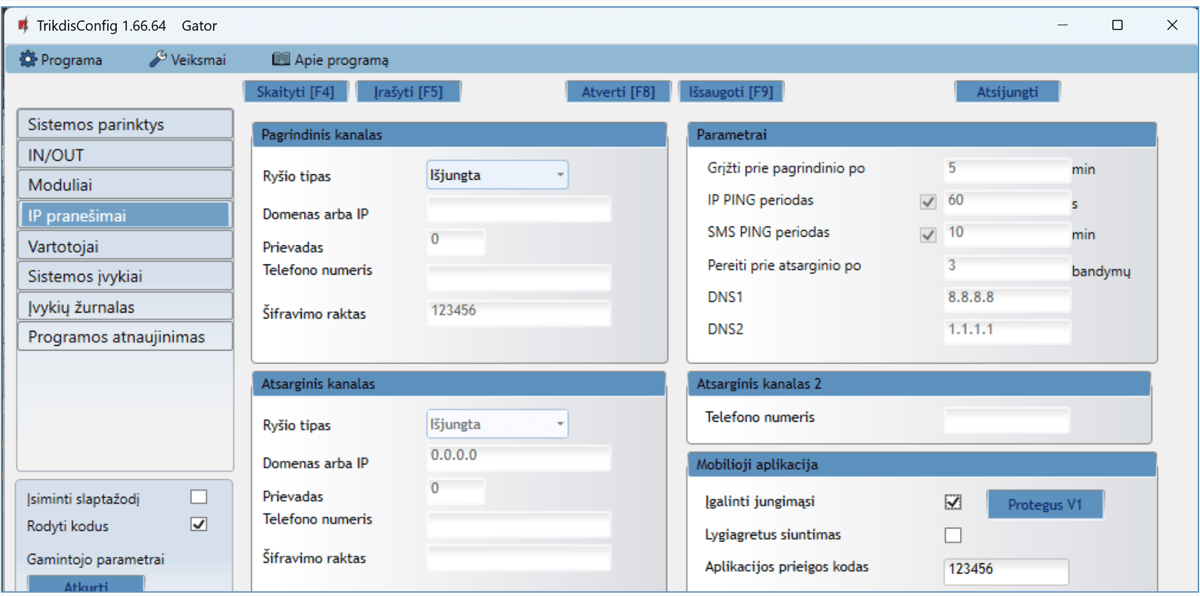 TrikdisConfig 1.66.64 Gator
Programa Veiksmai Apie programą
Skaityti [F4] Įrašyti [F5] Atverti [F8] Išsaugoti [F9] Atsijungti
Sistemos parinktys
IN/OUT
Moduliai
IP pranešimai
Vartotojai
Sistemos įvykiai
Įvykių žurnalas
Programos atnaujinimas
Įsiminti slaptažodį
Rodyti kodus
Gamintojo parametrai
Atkurti
Pagrindinis kanalas
Ryšio tipas Išjungta
Domenas arba IP
Prievadas 0
Telefono numeris
Šifravimo raktas 123456
Atsarginis kanalas
Ryšio tipas Išjungta
Domenas arba IP 0.0.0.0
Prievadas 0
Telefono numeris
Šifravimo raktas
Parametrai
Grįžti prie pagrindinio po 5 min
IP PING periodas 60 s
SMS PING periodas 10 min
Pereiti prie atsarginio po 3 bandymų
DNS1 8.8.8.8
DNS2 1.1.1.1
Atsarginis kanalas 2
Telefono numeris
Mobilioji aplikacija
Įgalinti jungimąsi Protegus V1
Lygiagretus siuntimas
Aplikacijos prieigos kodas 123456